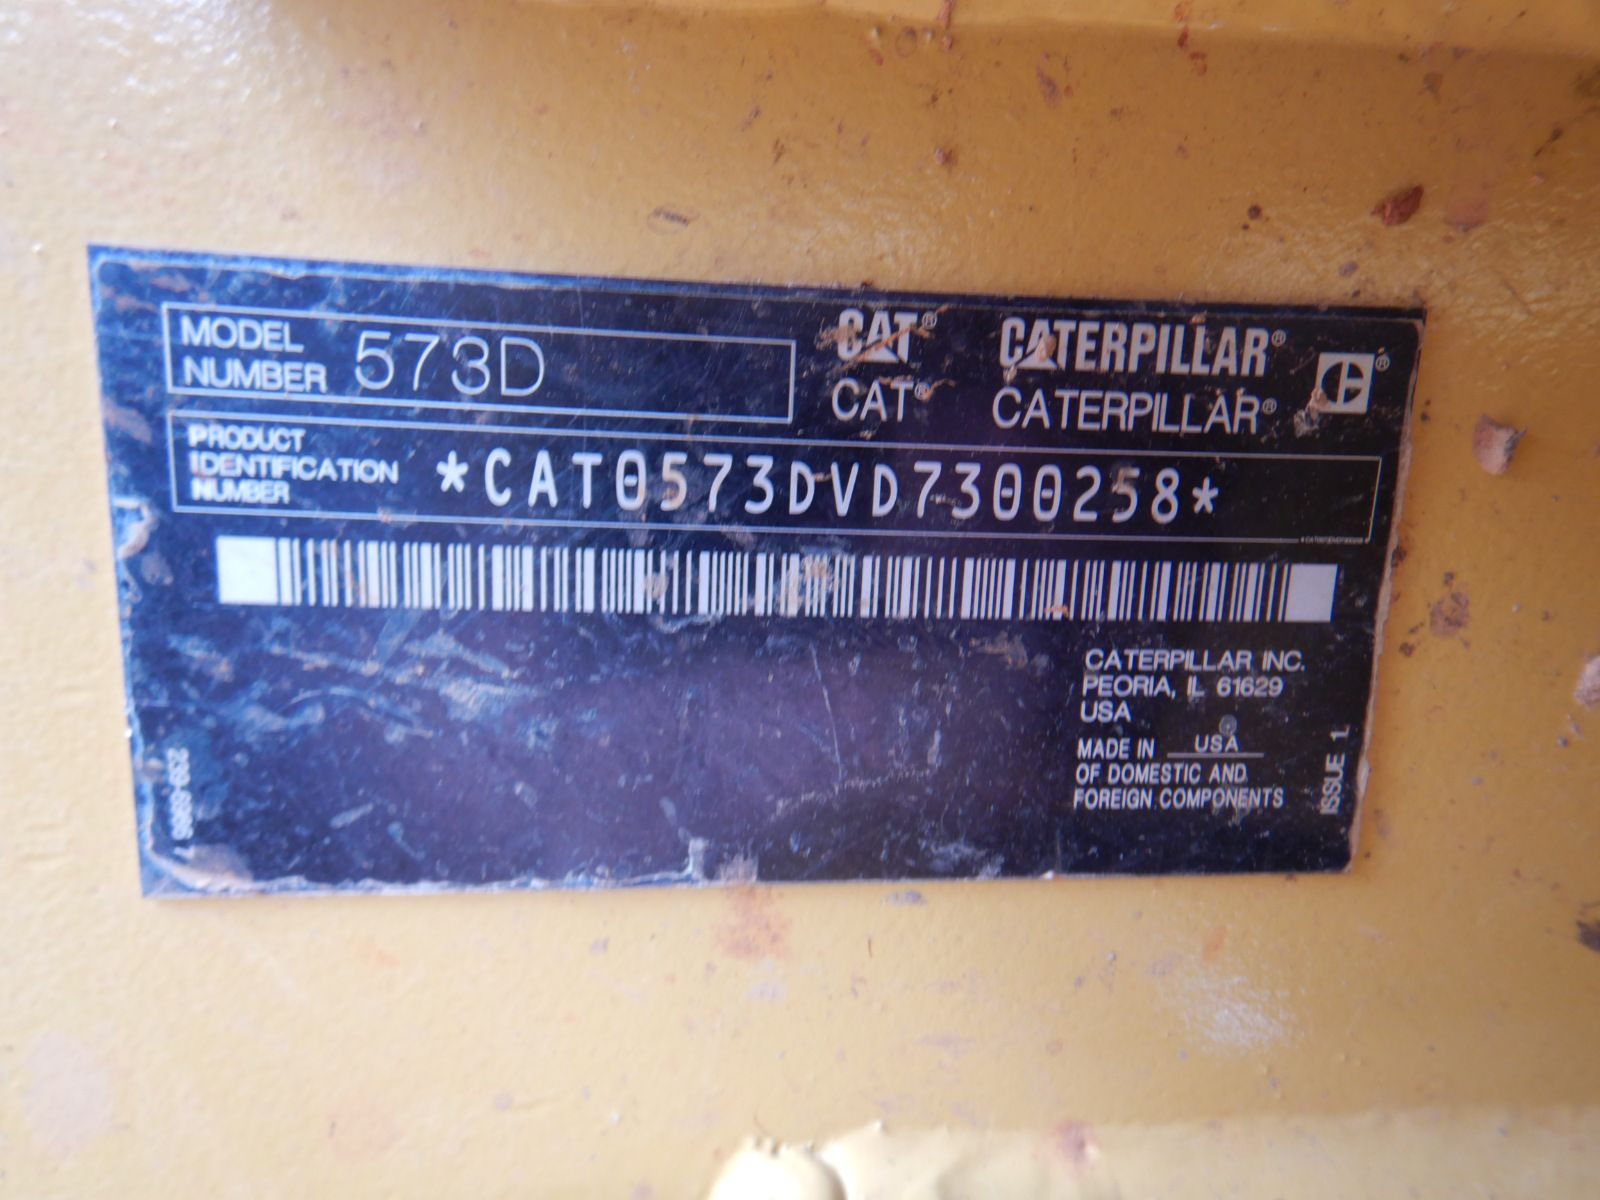 MODEL
NUMBER 573D
CAT® CATERPILLAR® ®
CAT® CATERPILLAR®
PRODUCT
IDENTIFICATION
NUMBER
*CAT0573DVD7300258*
CATERPILLAR INC.
PEORIA, IL 61629
USA
MADE IN USA
OF DOMESTIC AND
FOREIGN COMPONENTS
ISSUE 1